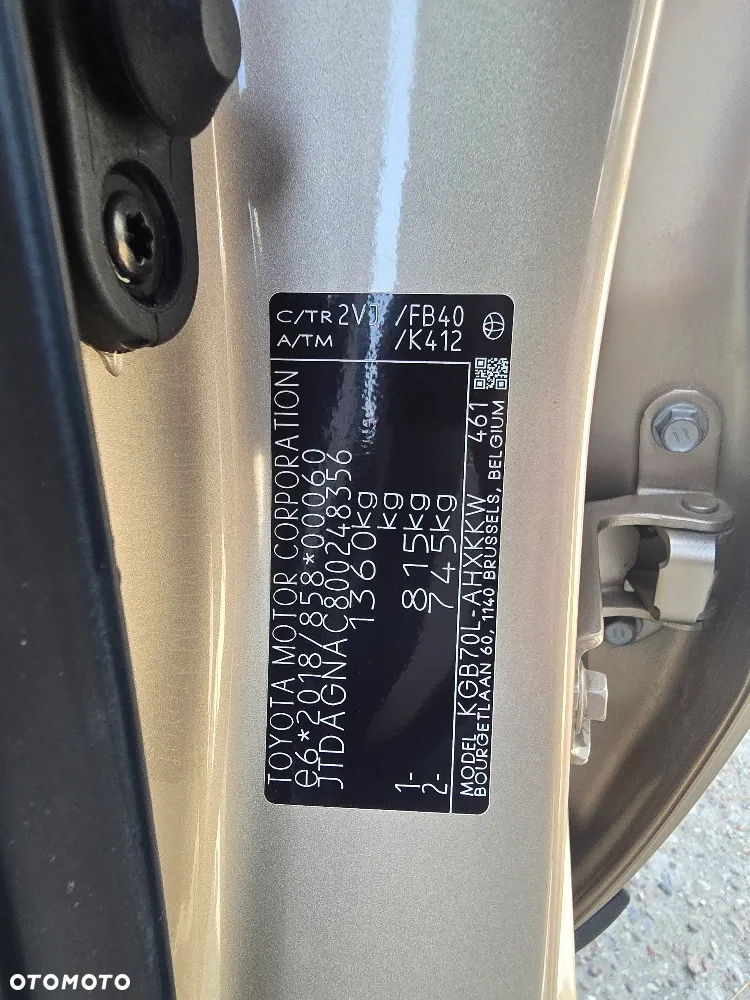 C/TR 2VJ /FB40
A/TM /K412
TOYOTA MOTOR CORPORATION
e6*2018/858*00060
JTDAGNAC800248356
1360kg
kg
1- 815kg
2- 745kg
MODEL KGB70L-AHXKKW 461
BOURGETLAAN 60, 1140 BRUSSELS, BELGIUM
OTOMOTO